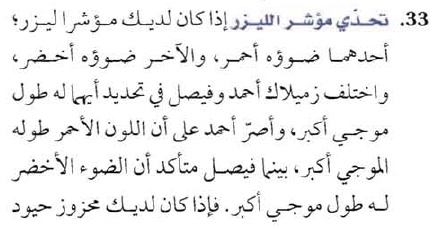 33. تحدّي مؤشر الليزر إذا كان لديك مؤشرا ليزر؛
أحدهما ضوؤه أحمر، والآخر ضوؤه أخضر،
واختلف زميلاك أحمد وفيصل في تحديد أيهما له طول
موجي أكبر، وأصرّ أحمد على أن اللون الأحمر طوله
الموجي أكبر، بينما فيصل متأكد أن الضوء الأخضر
له طول موجي أكبر. فإذا كان لديك محزوز حيود